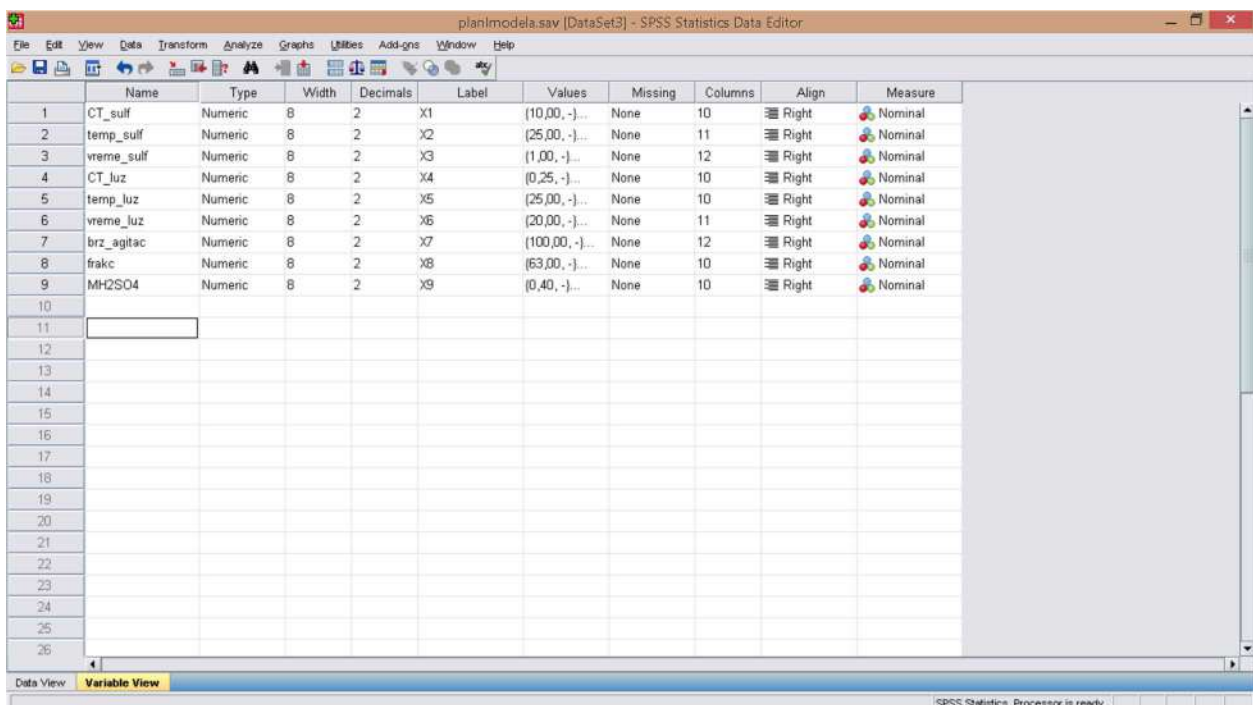 planImodela.sav [DataSet3] - SPSS Statistics Data Editor
File Edit View Data Transform Analyze Graphs Utilities Add-ons Window Help
Name Type Width Decimals Label Values Missing Columns Align Measure
1 CT_sulf Numeric 8 2 X1 {10,00, -}... None 10 Right Nominal
2 temp_sulf Numeric 8 2 X2 {25,00, -}... None 11 Right Nominal
3 vreme_sulf Numeric 8 2 X3 {1,00, -}... None 12 Right Nominal
4 CT_luz Numeric 8 2 X4 {0,25, -}... None 10 Right Nominal
5 temp_luz Numeric 8 2 X5 {25,00, -}... None 10 Right Nominal
6 vreme_luz Numeric 8 2 X6 {20,00, -}... None 11 Right Nominal
7 brz_agitac Numeric 8 2 X7 {100,00, -}... None 12 Right Nominal
8 frakc Numeric 8 2 X8 {63,00, -}... None 10 Right Nominal
9 MH2SO4 Numeric 8 2 X9 {0,40, -}... None 10 Right Nominal
10
11
12
13
14
15
16
17
18
19
20
21
22
23
24
25
26
Data View Variable View
SPSS Statistics Processor is ready